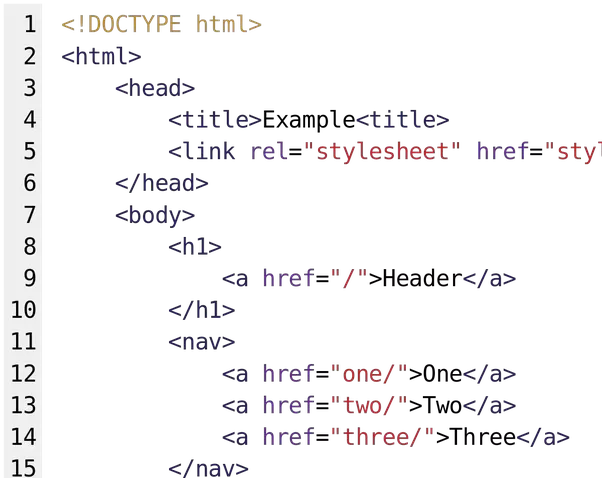 1 <!DOCTYPE html>
2 <html>
3 <head>
4 <title>Example<title>
5 <link rel="stylesheet" href="styl
6 </head>
7 <body>
8 <h1>
9 <a href="/">Header</a>
10 </h1>
11 <nav>
12 <a href="one/">One</a>
13 <a href="two/">Two</a>
14 <a href="three/">Three</a>
15 </nav>